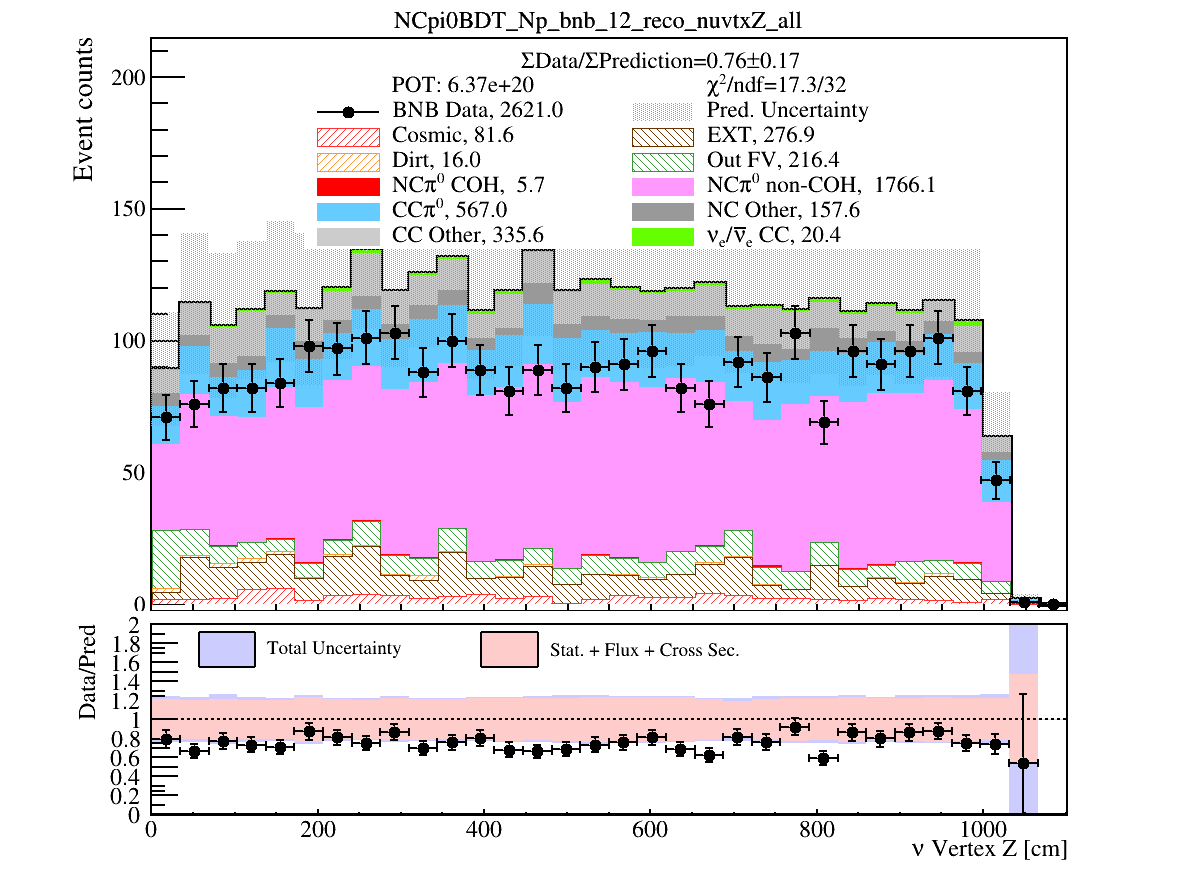 NCpi0BDT_Np_bnb_12_reco_nuvtxZ_all
ΣData/ΣPrediction=0.76±0.17
POT: 6.37e+20
χ²/ndf=17.3/32
BNB Data, 2621.0
Pred. Uncertainty
Cosmic, 81.6
EXT, 276.9
Dirt, 16.0
Out FV, 216.4
NCπ⁰ COH, 5.7
NCπ⁰ non-COH, 1766.1
CCπ⁰, 567.0
NC Other, 157.6
CC Other, 335.6
νₑ/ν̅ₑ CC, 20.4
Event counts
200
150
100
50
0
Total Uncertainty
Stat. + Flux + Cross Sec.
Data/Pred
2
1.8
1.6
1.4
1.2
1
0.8
0.6
0.4
0.2
0
0 200 400 600 800 1000
ν Vertex Z [cm]